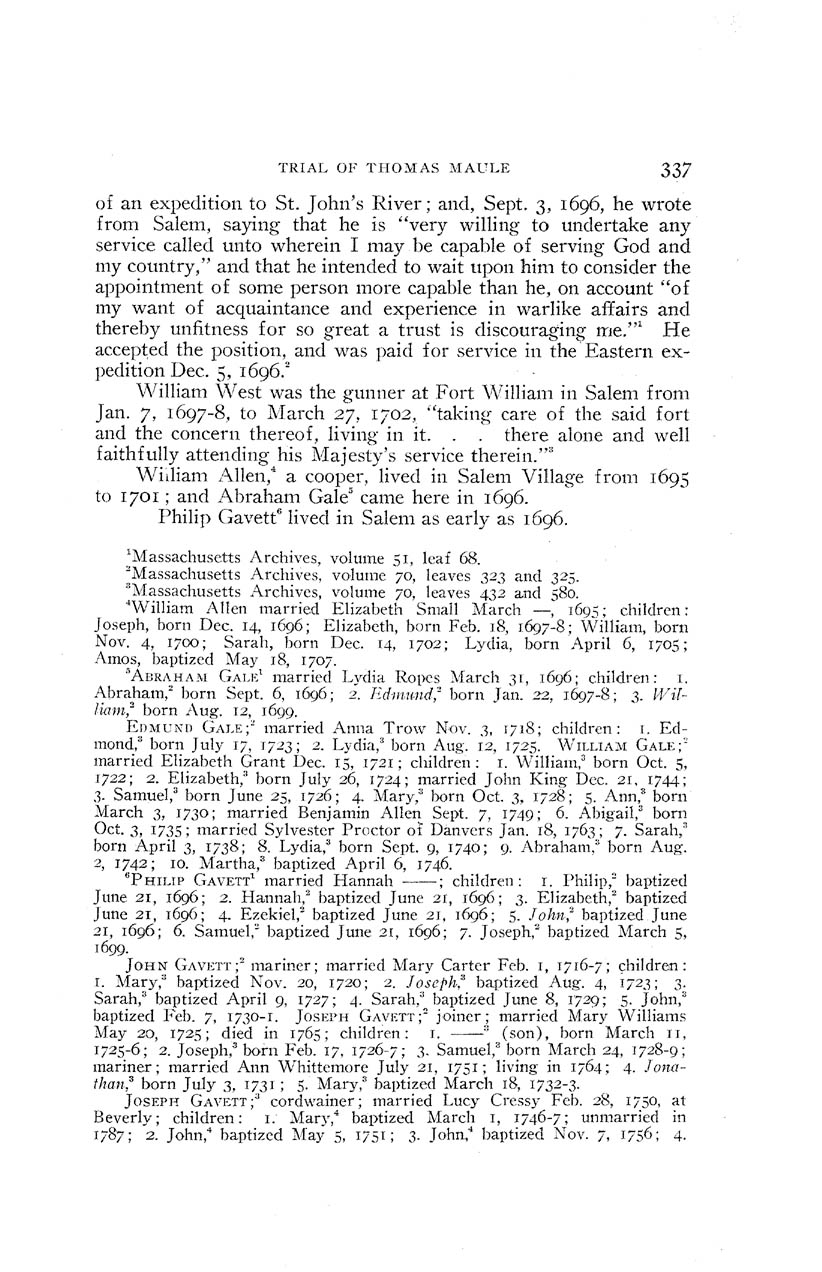 TRIAL OF THOMAS MAULE 337
of an expedition to St. John's River; and, Sept. 3, 1696, he wrote
from Salem, saying that he is "very willing to undertake any
service called unto wherein I may be capable of serving God and
my country," and that he intended to wait upon him to consider the
appointment of some person more capable than he, on account "of
my want of acquaintance and experience in warlike affairs and
thereby unfitness for so great a trust is discouraging me."¹ He
accepted the position, and was paid for service in the Eastern ex-
pedition Dec. 5, 1696.²
William West was the gunner at Fort William in Salem from
Jan. 7, 1697-8, to March 27, 1702, "taking care of the said fort
and the concern thereof, living in it. . . there alone and well
faithfully attending his Majesty's service therein."³
William Allen,⁴ a cooper, lived in Salem Village from 1695
to 1701; and Abraham Gale⁵ came here in 1696.
Philip Gavett⁶ lived in Salem as early as 1696.
¹Massachusetts Archives, volume 51, leaf 68.
²Massachusetts Archives, volume 70, leaves 323 and 325.
³Massachusetts Archives, volume 70, leaves 432 and 580.
⁴William Allen married Elizabeth Small March —, 1695; children:
Joseph, born Dec. 14, 1696; Elizabeth, born Feb. 18, 1697-8; William, born
Nov. 4, 1700; Sarah, born Dec. 14, 1702; Lydia, born April 6, 1705;
Amos, baptized May 18, 1707.
⁵ABRAHAM GALE¹ married Lydia Ropes March 31, 1696; children: 1.
Abraham,² born Sept. 6, 1696; 2. Edmund,² born Jan. 22, 1697-8; 3. Wil-
liam,² born Aug. 12, 1699.
EDMUND GALE;² married Anna Trow Nov. 3, 1718; children: 1. Ed-
mond,³ born July 17, 1723; 2. Lydia,³ born Aug. 12, 1725. WILLIAM GALE;²
married Elizabeth Grant Dec. 15, 1721; children: 1. William,³ born Oct. 5,
1722; 2. Elizabeth,³ born July 26, 1724; married John King Dec. 21, 1744;
3. Samuel,³ born June 25, 1726; 4. Mary,³ born Oct. 3, 1728; 5. Ann,³ born
March 3, 1730; married Benjamin Allen Sept. 7, 1749; 6. Abigail,³ born
Oct. 3, 1735; married Sylvester Proctor of Danvers Jan. 18, 1763; 7. Sarah,³
born April 3, 1738; 8. Lydia,³ born Sept. 9, 1740; 9. Abraham,³ born Aug.
2, 1742; 10. Martha,³ baptized April 6, 1746.
⁶PHILIP GAVETT¹ married Hannah ——; children: 1. Philip,² baptized
June 21, 1696; 2. Hannah,² baptized June 21, 1696; 3. Elizabeth,² baptized
June 21, 1696; 4. Ezekiel,² baptized June 21, 1696; 5. John,² baptized June
21, 1696; 6. Samuel,² baptized June 21, 1696; 7. Joseph,² baptized March 5,
1699.
JOHN GAVETT;² mariner; married Mary Carter Feb. 1, 1716-7; children:
1. Mary,³ baptized Nov. 20, 1720; 2. Joseph,³ baptized Aug. 4, 1723; 3.
Sarah,³ baptized April 9, 1727; 4. Sarah,³ baptized June 8, 1729; 5. John,³
baptized Feb. 7, 1730-1. JOSEPH GAVETT;² joiner; married Mary Williams
May 20, 1725; died in 1765; children: 1. ——³ (son), born March 11,
1725-6; 2. Joseph,³ born Feb. 17, 1726-7; 3. Samuel,³ born March 24, 1728-9;
mariner; married Ann Whittemore July 21, 1751; living in 1764; 4. Jona-
than,³ born July 3, 1731; 5. Mary,³ baptized March 18, 1732-3.
JOSEPH GAVETT;³ cordwainer; married Lucy Cressy Feb. 28, 1750, at
Beverly; children: 1. Mary,⁴ baptized March 1, 1746-7; unmarried in
1787; 2. John,⁴ baptized May 5, 1751; 3. John,⁴ baptized Nov. 7, 1756; 4.